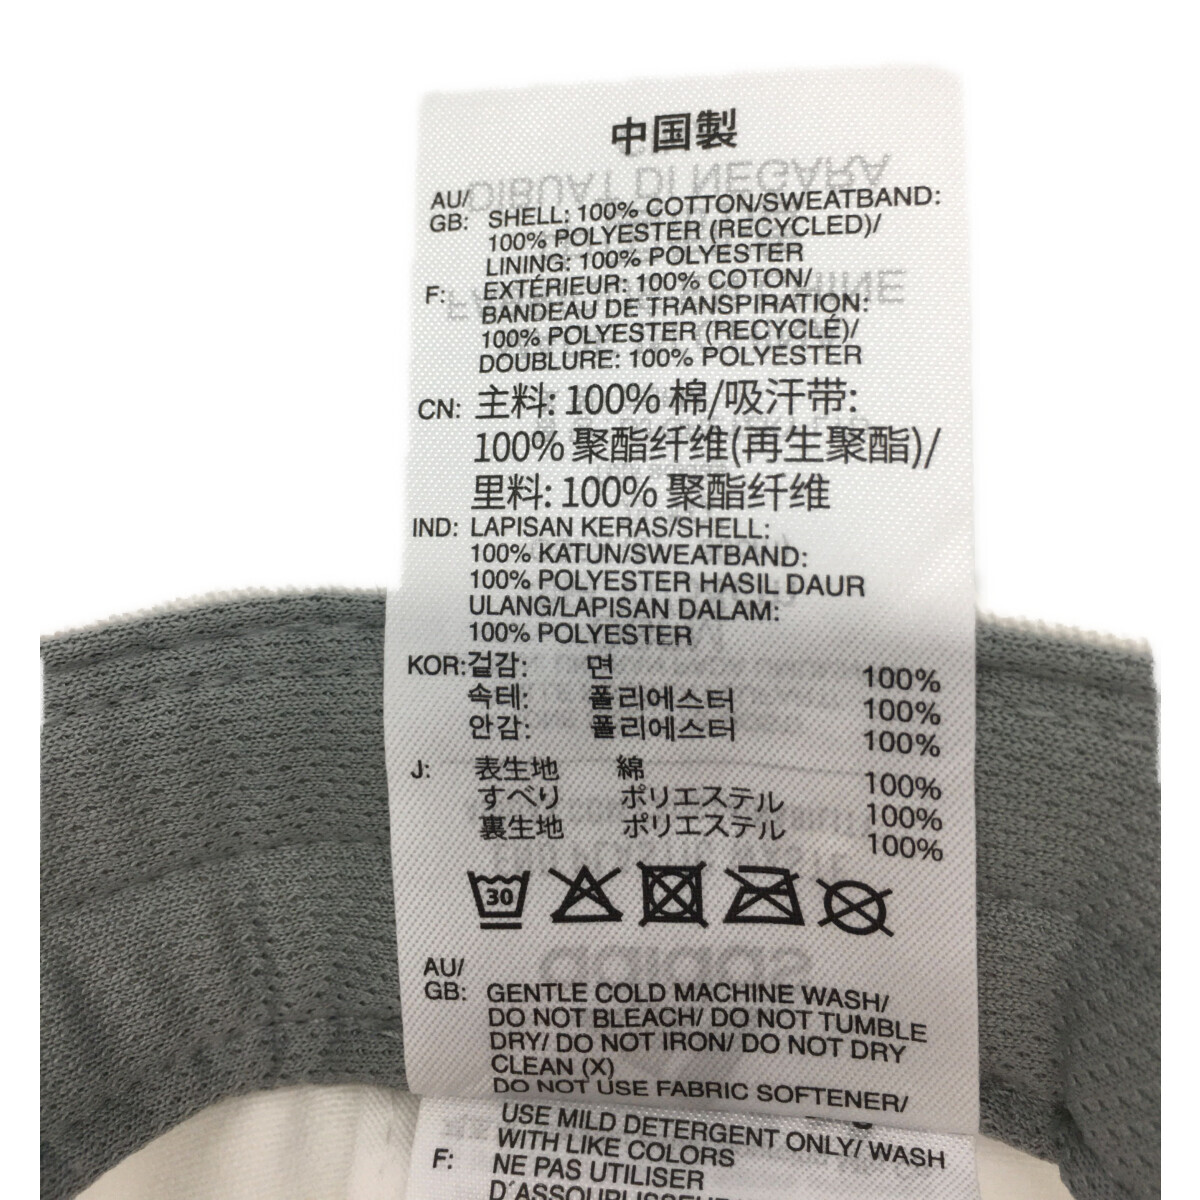 中国製
AU/
GB: SHELL: 100% COTTON/SWEATBAND:
100% POLYESTER (RECYCLED)/
LINING: 100% POLYESTER
F: EXTÉRIEUR: 100% COTON/
BANDEAU DE TRANSPIRATION:
100% POLYESTER (RECYCLÉ)/
DOUBLURE: 100% POLYESTER
CN: 主料: 100% 棉/吸汗带:
100% 聚酯纤维(再生聚酯)/
里料: 100% 聚酯纤维
IND: LAPISAN KERAS/SHELL:
100% KATUN/SWEATBAND:
100% POLYESTER HASIL DAUR
ULANG/LAPISAN DALAM:
100% POLYESTER
KOR: 겉감: 면 100%
속테: 폴리에스터 100%
안감: 폴리에스터 100%
J: 表生地 綿 100%
すべり ポリエステル 100%
裏生地 ポリエステル 100%
30
AU/
GB: GENTLE COLD MACHINE WASH/
DO NOT BLEACH/ DO NOT TUMBLE
DRY/ DO NOT IRON/ DO NOT DRY
CLEAN (X)
DO NOT USE FABRIC SOFTENER/
USE MILD DETERGENT ONLY/ WASH
WITH LIKE COLORS
F: NE PAS UTILISER
D´ASSOUPLISSEUR